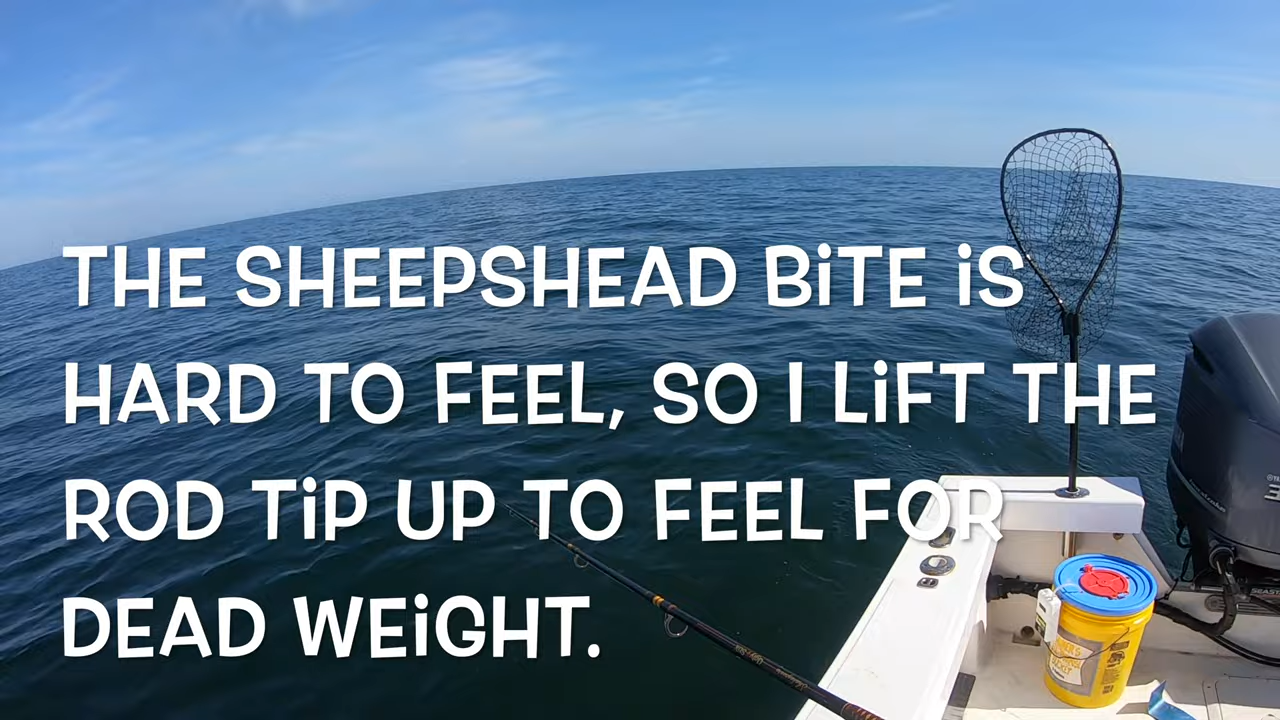 THE SHEEPSHEAD BiTE iS
HARD TO FEEL, SO I LiFT THE
ROD TiP UP TO FEEL FOR
DEAD WEiGHT.